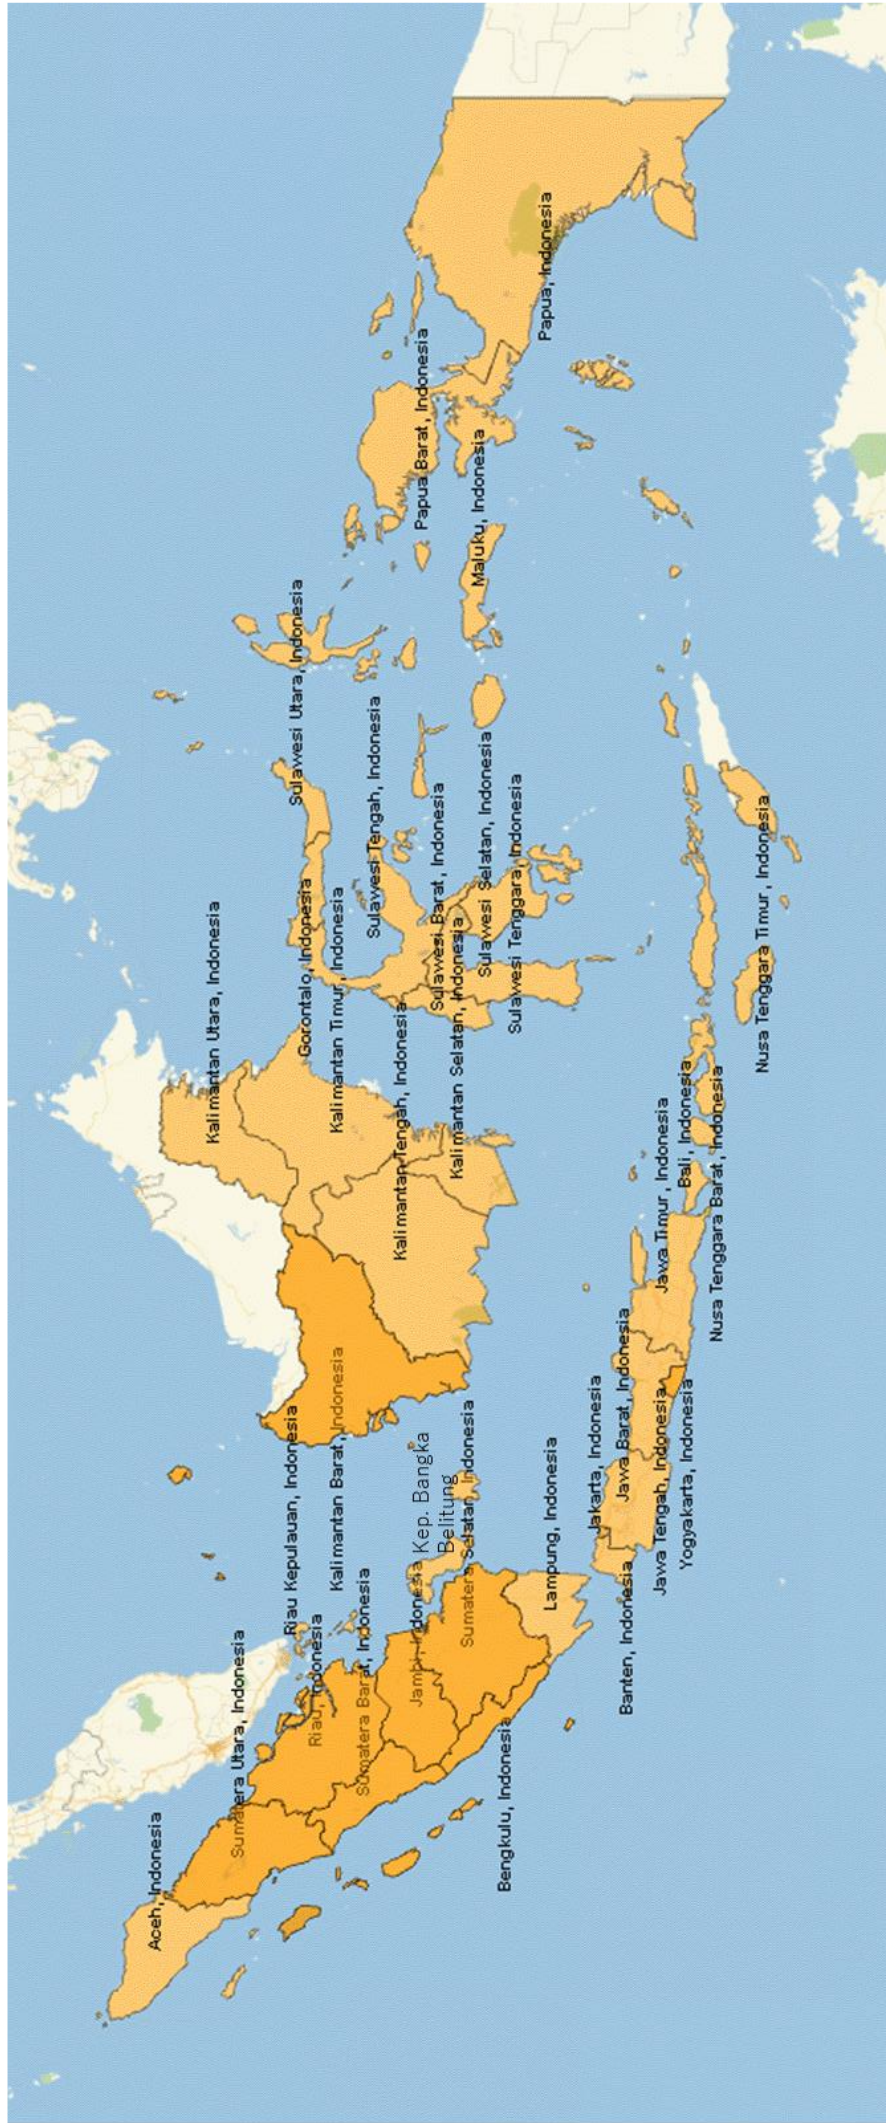 Aceh, Indonesia
Sumatera Utara, Indonesia
Riau, Indonesia
Riau Kepulauan, Indonesia
Sumatera Barat, Indonesia
Jambi, Indonesia
Kep. Bangka
Belitung
Sumatera Selatan, Indonesia
Bengkulu, Indonesia
Lampung, Indonesia
Banten, Indonesia
Jakarta, Indonesia
Jawa Barat, Indonesia
Jawa Tengah, Indonesia
Yogyakarta, Indonesia
Jawa Timur, Indonesia
Bali, Indonesia
Nusa Tenggara Barat, Indonesia
Nusa Tenggara Timur, Indonesia
Kalimantan Barat, Indonesia
Kalimantan Tengah, Indonesia
Kalimantan Selatan, Indonesia
Kalimantan Timur, Indonesia
Kalimantan Utara, Indonesia
Gorontalo, Indonesia
Sulawesi Utara, Indonesia
Sulawesi Tengah, Indonesia
Sulawesi Barat, Indonesia
Sulawesi Selatan, Indonesia
Sulawesi Tenggara, Indonesia
Maluku, Indonesia
Papua Barat, Indonesia
Papua, Indonesia